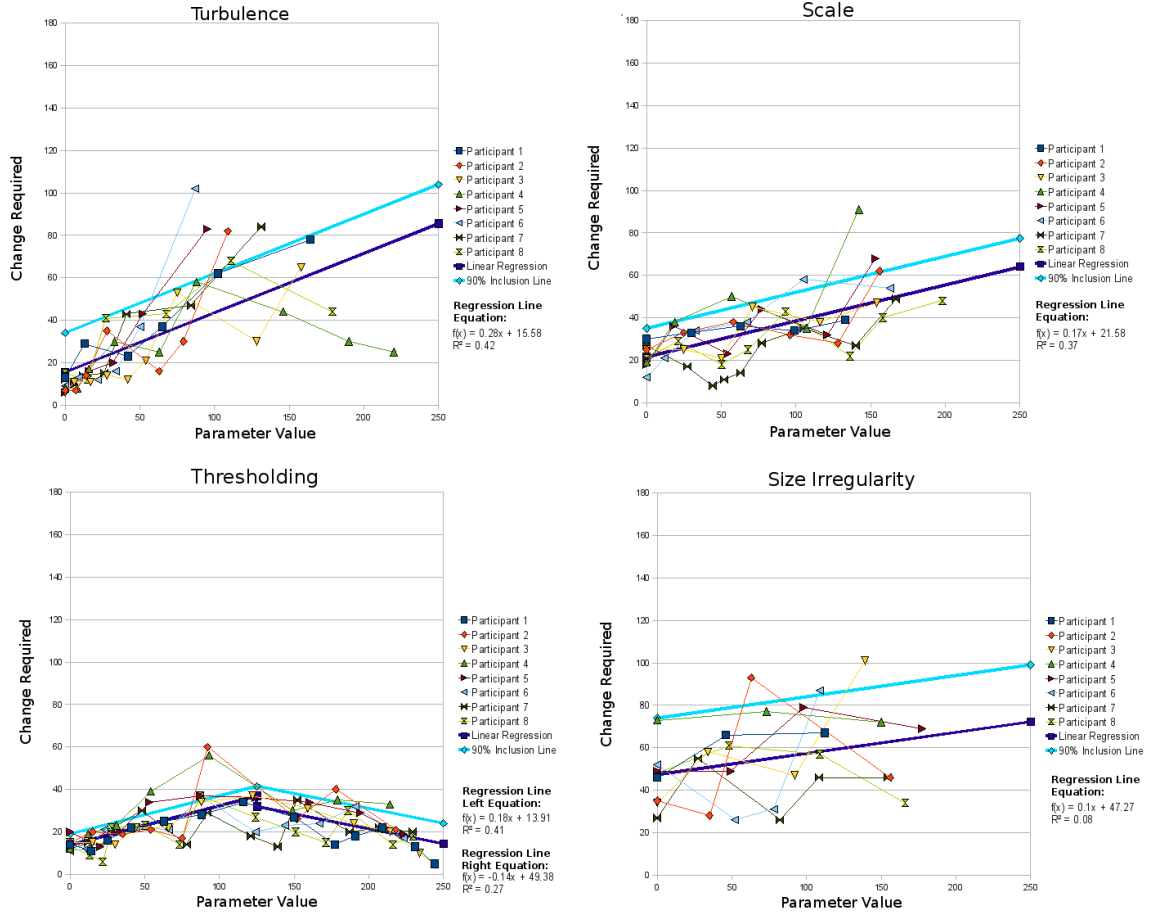 Turbulence
Change Required
180
160
140
120
100
80
60
40
20
0
0
50
100
150
200
250
Parameter Value
Participant 1
Participant 2
Participant 3
Participant 4
Participant 5
Participant 6
Participant 7
Participant 8
Linear Regression
90% Inclusion Line
Regression Line
Equation:
f(x) = 0.28x + 15.58
R² = 0.42
Scale
Change Required
180
160
140
120
100
80
60
40
20
0
0
50
100
150
200
250
Parameter Value
Participant 1
Participant 2
Participant 3
Participant 4
Participant 5
Participant 6
Participant 7
Participant 8
Linear Regression
90% Inclusion Line
Regression Line
Equation:
f(x) = 0.17x + 21.58
R² = 0.37
Thresholding
Change Required
180
160
140
120
100
80
60
40
20
0
0
50
100
150
200
250
Parameter Value
Participant 1
Participant 2
Participant 3
Participant 4
Participant 5
Participant 6
Participant 7
Participant 8
Linear Regression
90% Inclusion Line
Regression Line
Left Equation:
f(x) = 0.18x + 13.91
R² = 0.41
Regression Line
Right Equation:
f(x) = -0.14x + 49.38
R² = 0.27
Size Irregularity
Change Required
180
160
140
120
100
80
60
40
20
0
0
50
100
150
200
250
Parameter Value
Participant 1
Participant 2
Participant 3
Participant 4
Participant 5
Participant 6
Participant 7
Participant 8
Linear Regression
90% Inclusion Line
Regression Line
Equation:
f(x) = 0.1x + 47.27
R² = 0.08